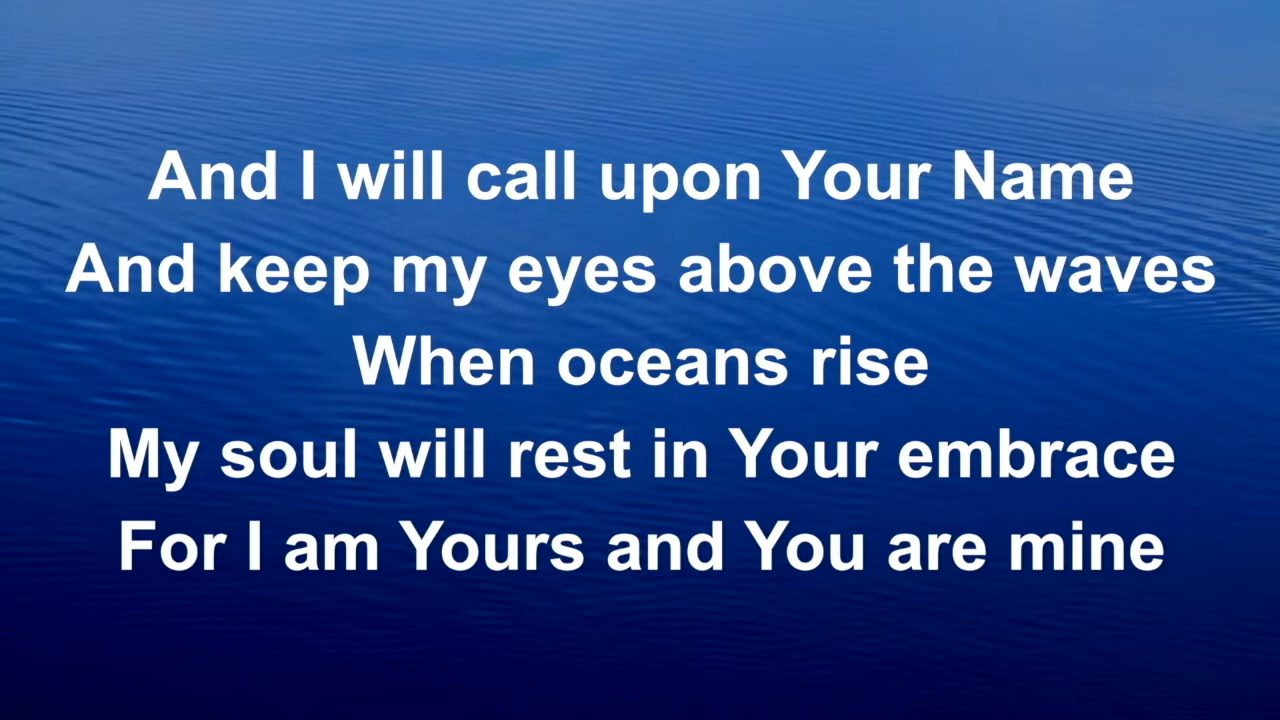 And I will call upon Your Name
And keep my eyes above the waves
When oceans rise
My soul will rest in Your embrace
For I am Yours and You are mine